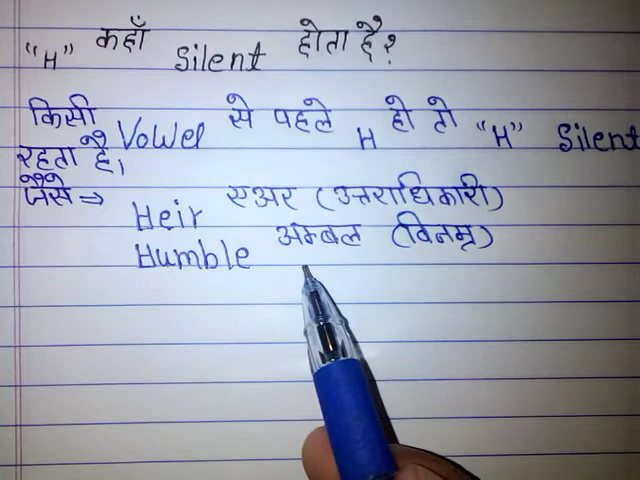 "H" कहाँ Silent होता है?
किसी Vowel से पहले H हो तो "H" Silent
रहता है।
जैसे ⇒ Heir एअर (उत्तराधिकारी)
Humble अम्बल (विनम्र)